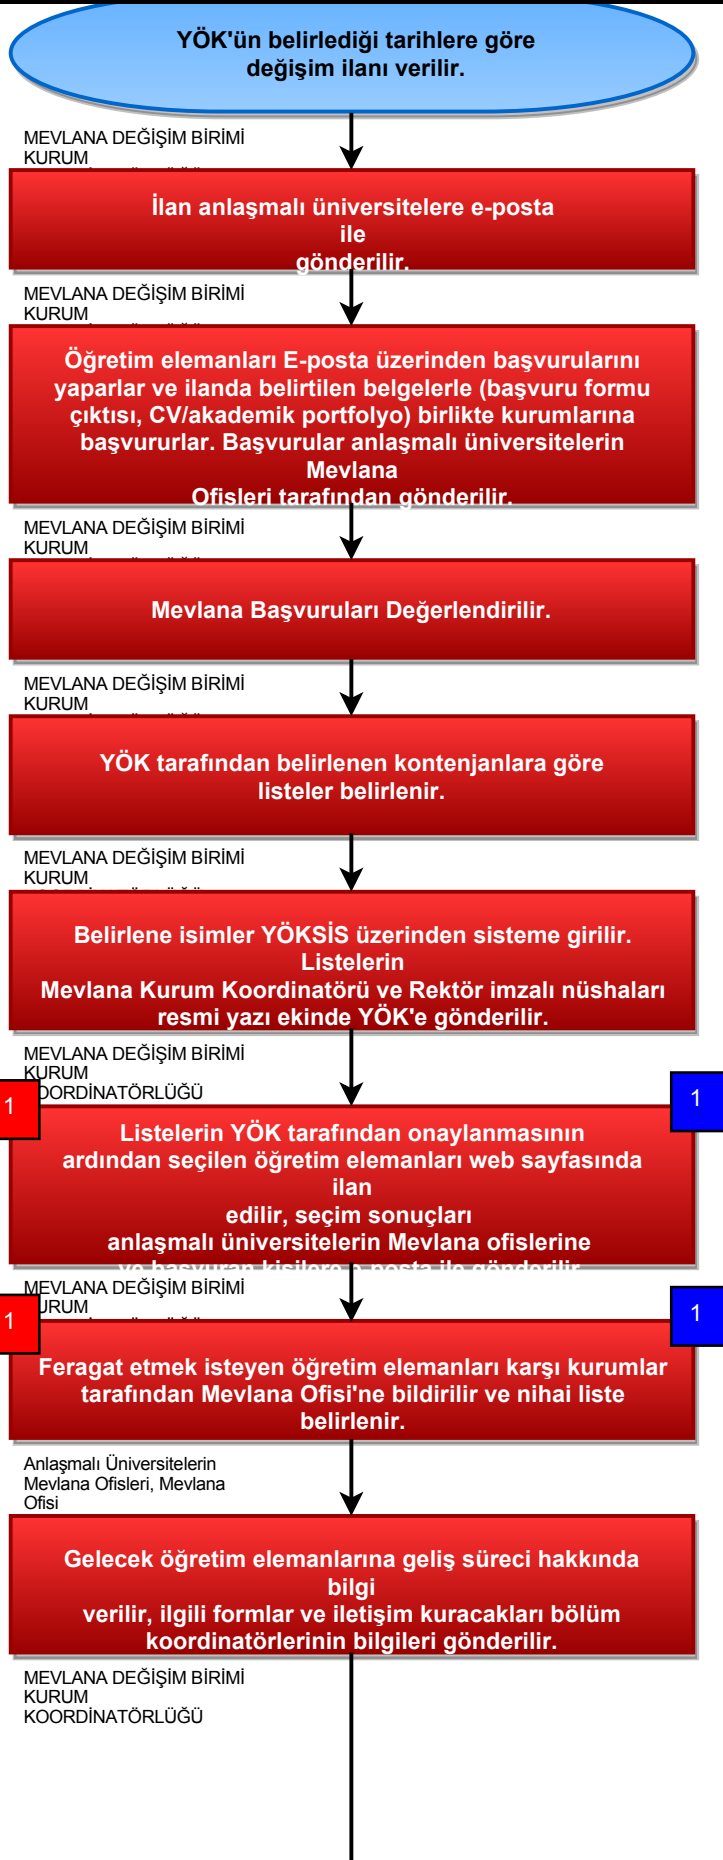 YÖK'ün belirlediği tarihlere göre
değişim ilanı verilir.
MEVLANA DEĞİŞİM BİRİMİ
KURUM
İlan anlaşmalı üniversitelere e-posta
ile
gönderilir.
MEVLANA DEĞİŞİM BİRİMİ
KURUM
Öğretim elemanları E-posta üzerinden başvurularını
yaparlar ve ilanda belirtilen belgelerle (başvuru formu
çıktısı, CV/akademik portfolyo) birlikte kurumlarına
başvururlar. Başvurular anlaşmalı üniversitelerin
Mevlana
Ofisleri tarafından gönderilir.
MEVLANA DEĞİŞİM BİRİMİ
KURUM
Mevlana Başvuruları Değerlendirilir.
MEVLANA DEĞİŞİM BİRİMİ
KURUM
YÖK tarafından belirlenen kontenjanlara göre
listeler belirlenir.
MEVLANA DEĞİŞİM BİRİMİ
KURUM
Belirlene isimler YÖKSİS üzerinden sisteme girilir.
Listelerin
Mevlana Kurum Koordinatörü ve Rektör imzalı nüshaları
resmi yazı ekinde YÖK'e gönderilir.
MEVLANA DEĞİŞİM BİRİMİ
KURUM
OORDİNATÖRLÜĞÜ
1
1
Listelerin YÖK tarafından onaylanmasının
ardından seçilen öğretim elemanları web sayfasında
ilan
edilir, seçim sonuçları
anlaşmalı üniversitelerin Mevlana ofislerine
ve başvuran kişilere e-posta ile gönderilir.
MEVLANA DEĞİŞİM BİRİMİ
URUM
1
1
Feragat etmek isteyen öğretim elemanları karşı kurumlar
tarafından Mevlana Ofisi'ne bildirilir ve nihai liste
belirlenir.
Anlaşmalı Üniversitelerin
Mevlana Ofisleri, Mevlana
Ofisi
Gelecek öğretim elemanlarına geliş süreci hakkında
bilgi
verilir, ilgili formlar ve iletişim kuracakları bölüm
koordinatörlerinin bilgileri gönderilir.
MEVLANA DEĞİŞİM BİRİMİ
KURUM
KOORDİNATÖRLÜĞÜ